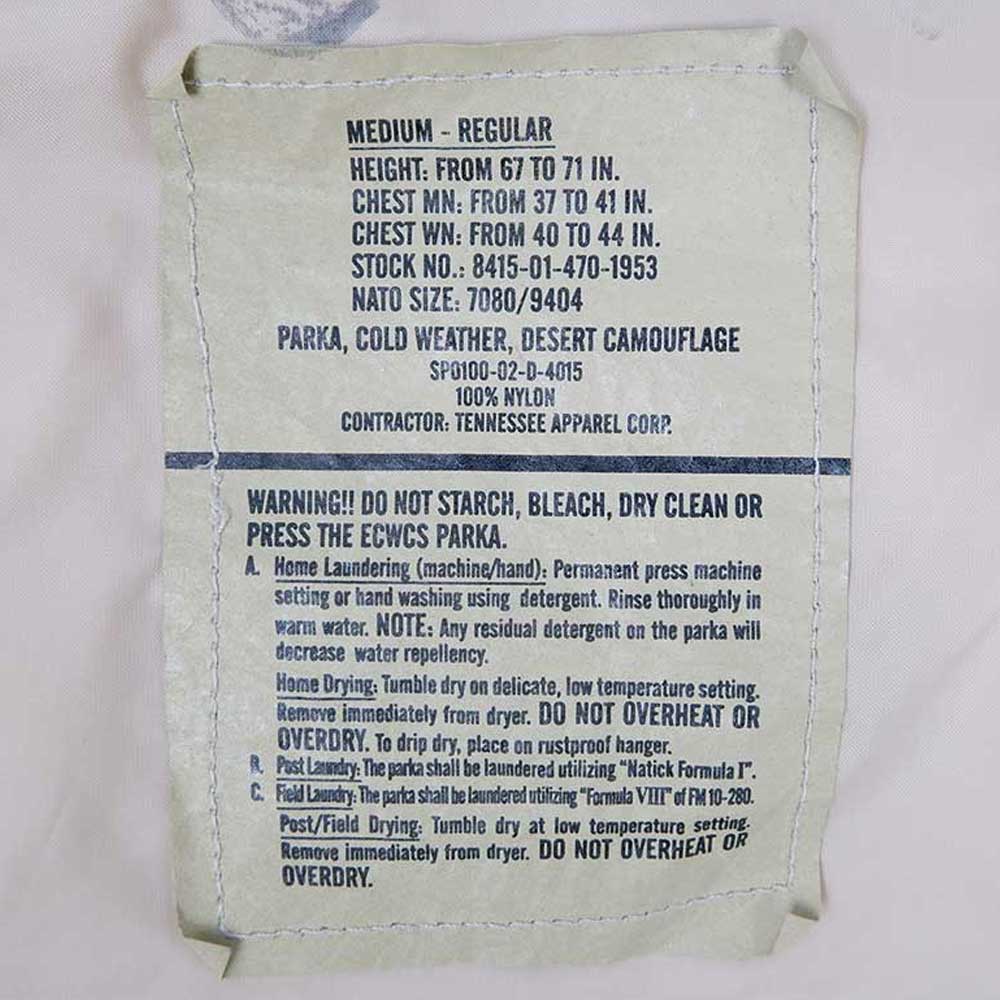 MEDIUM - REGULAR
HEIGHT: FROM 67 TO 71 IN.
CHEST MN: FROM 37 TO 41 IN.
CHEST WN: FROM 40 TO 44 IN.
STOCK NO.: 8415-01-470-1953
NATO SIZE: 7080/9404
PARKA, COLD WEATHER, DESERT CAMOUFLAGE
SPO100-02-D-4015
100% NYLON
CONTRACTOR: TENNESSEE APPAREL CORP.
WARNING!! DO NOT STARCH, BLEACH, DRY CLEAN OR
PRESS THE ECWCS PARKA.
A. Home Laundering (machine/hand): Permanent press machine
setting or hand washing using detergent. Rinse thoroughly in
warm water. NOTE: Any residual detergent on the parka will
decrease water repellency.
Home Drying: Tumble dry on delicate, low temperature setting.
Remove immediately from dryer. DO NOT OVERHEAT OR
OVERDRY. To drip dry, place on rustproof hanger.
B. Post Laundry: The parka shall be laundered utilizing "Natick Formula I".
C. Field Laundry: The parka shall be laundered utilizing "Formula VIII" of FM 10-280.
Post/Field Drying: Tumble dry at low temperature setting.
Remove immediately from dryer. DO NOT OVERHEAT OR
OVERDRY.